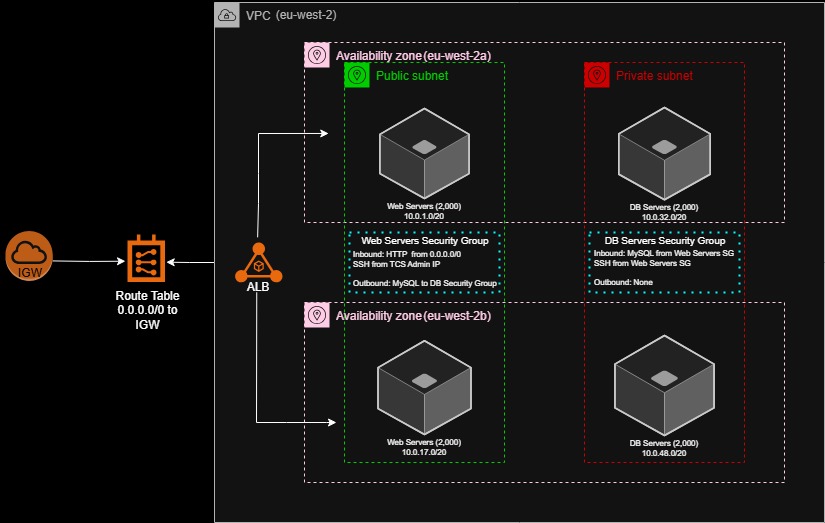 VPC (eu-west-2)
Availability zone(eu-west-2a)
Public subnet
Private subnet
Web Servers (2,000)
10.0.1.0/20
DB Servers (2,000)
10.0.32.0/20
Web Servers Security Group
Inbound: HTTP from 0.0.0.0/0
SSH from TCS Admin IP
Outbound: MySQL to DB Security Group
DB Servers Security Group
Inbound: MySQL from Web Servers SG
SSH from Web Servers SG
Outbound: None
IGW
Route Table
0.0.0.0/0 to
IGW
ALB
Availability zone(eu-west-2b)
Web Servers (2,000)
10.0.17.0/20
DB Servers (2,000)
10.0.48.0/20